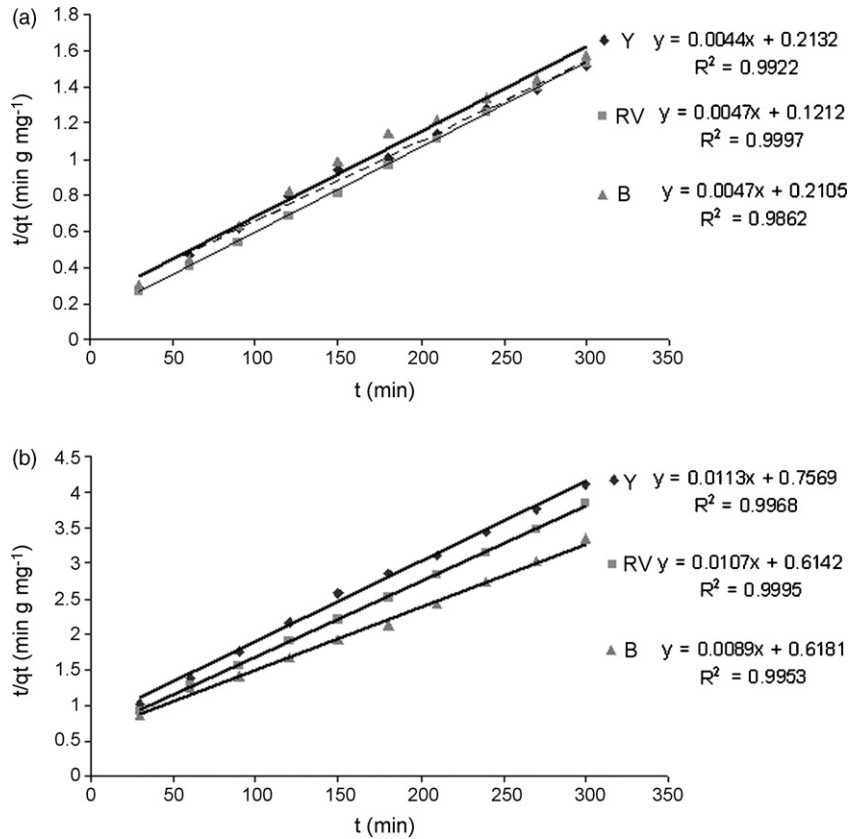 (a)
1.8
1.6
1.4
1.2
1
0.8
0.6
0.4
0.2
0
t/qt (min g mg-1)
0 50 100 150 200 250 300 350
t (min)
Y y = 0.0044x + 0.2132
R2 = 0.9922
RV y = 0.0047x + 0.1212
R2 = 0.9997
B y = 0.0047x + 0.2105
R2 = 0.9862
(b)
4.5
4
3.5
3
2.5
2
1.5
1
0.5
0
t/qt (min g mg-1)
0 50 100 150 200 250 300 350
t (min)
Y y = 0.0113x + 0.7569
R2 = 0.9968
RV y = 0.0107x + 0.6142
R2 = 0.9995
B y = 0.0089x + 0.6181
R2 = 0.9953